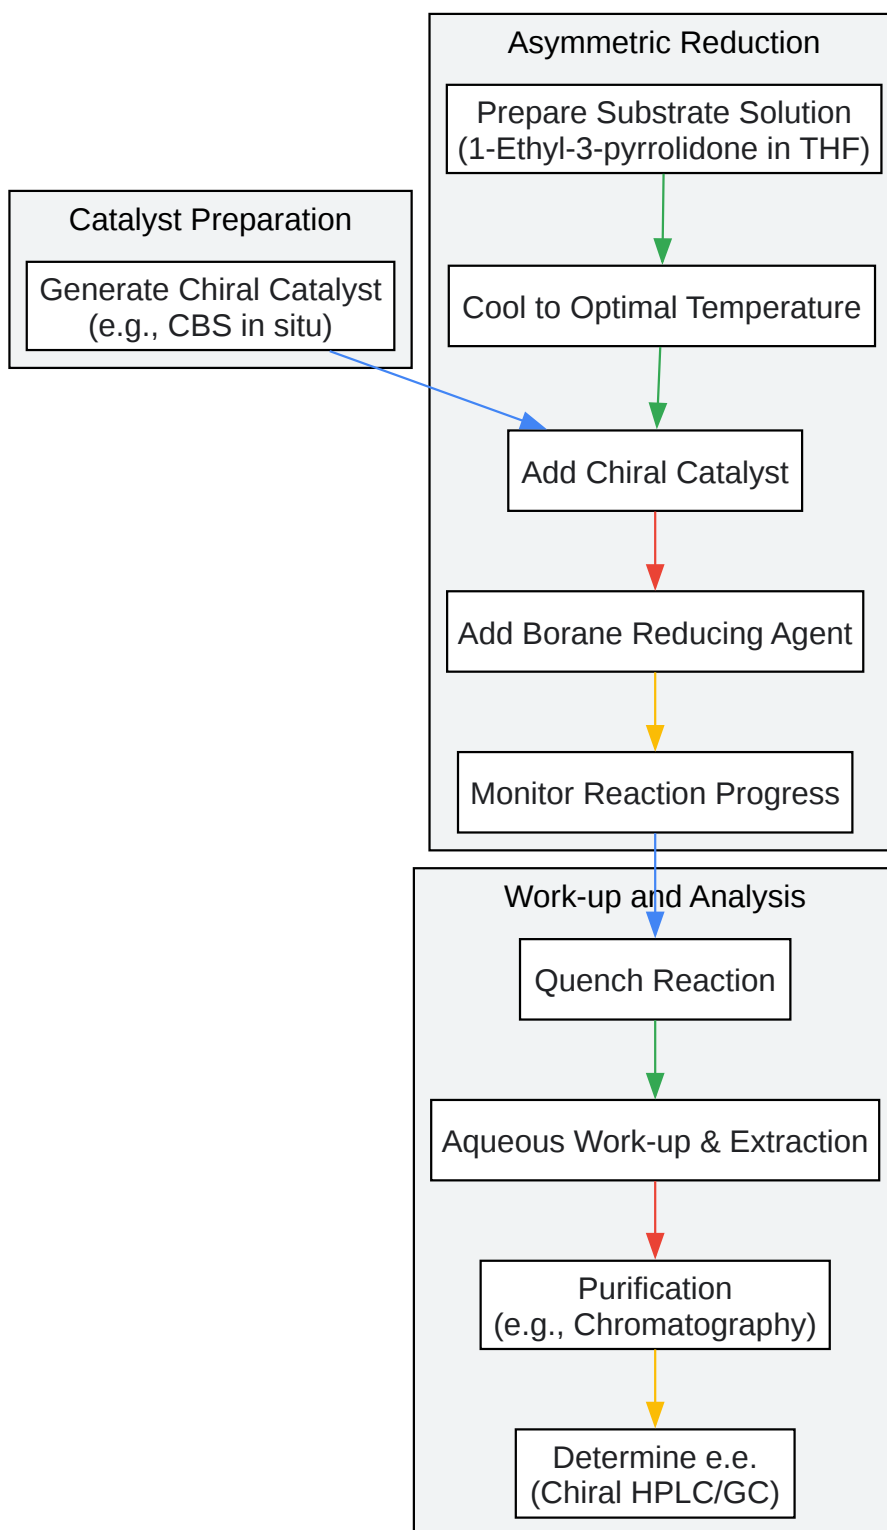 Asymmetric Reduction
Prepare Substrate Solution
(1-Ethyl-3-pyrrolidone in THF)
Catalyst Preparation
Generate Chiral Catalyst
(e.g., CBS in situ)
Cool to Optimal Temperature
Add Chiral Catalyst
Add Borane Reducing Agent
Monitor Reaction Progress
Work-up and Analysis
Quench Reaction
Aqueous Work-up & Extraction
Purification
(e.g., Chromatography)
Determine e.e.
(Chiral HPLC/GC)